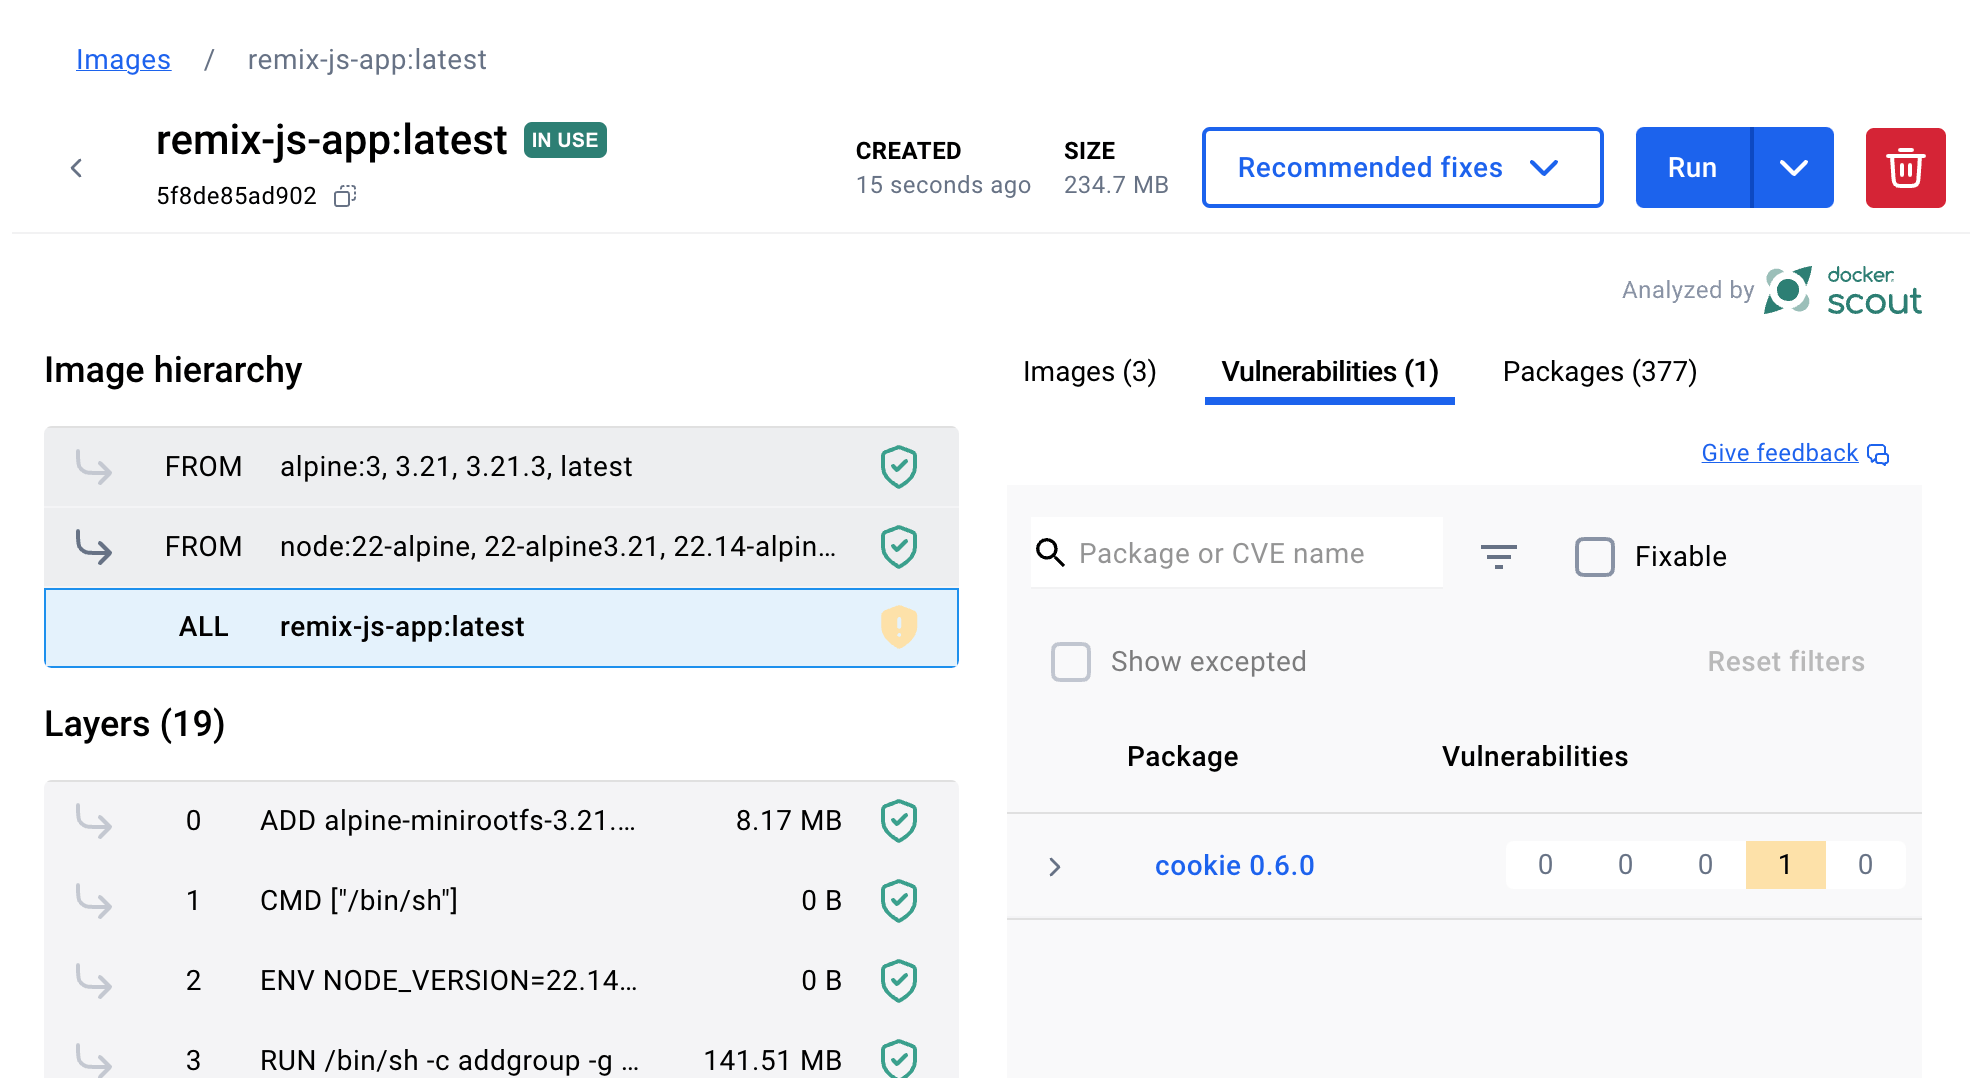 Images / remix-js-app:latest
remix-js-app:latest IN USE
5f8de85ad902
CREATED
15 seconds ago
SIZE
234.7 MB
Recommended fixes
Run
Analyzed by docker scout
Image hierarchy
FROM alpine:3, 3.21, 3.21.3, latest
FROM node:22-alpine, 22-alpine3.21, 22.14-alpin...
ALL remix-js-app:latest
Layers (19)
0 ADD alpine-minirootfs-3.21.... 8.17 MB
1 CMD ["/bin/sh"] 0 B
2 ENV NODE_VERSION=22.14... 0 B
3 RUN /bin/sh -c addgroup -g ... 141.51 MB
Images (3) Vulnerabilities (1) Packages (377)
Give feedback
Package or CVE name Fixable
Show excepted Reset filters
Package Vulnerabilities
cookie 0.6.0 0 0 0 1 0